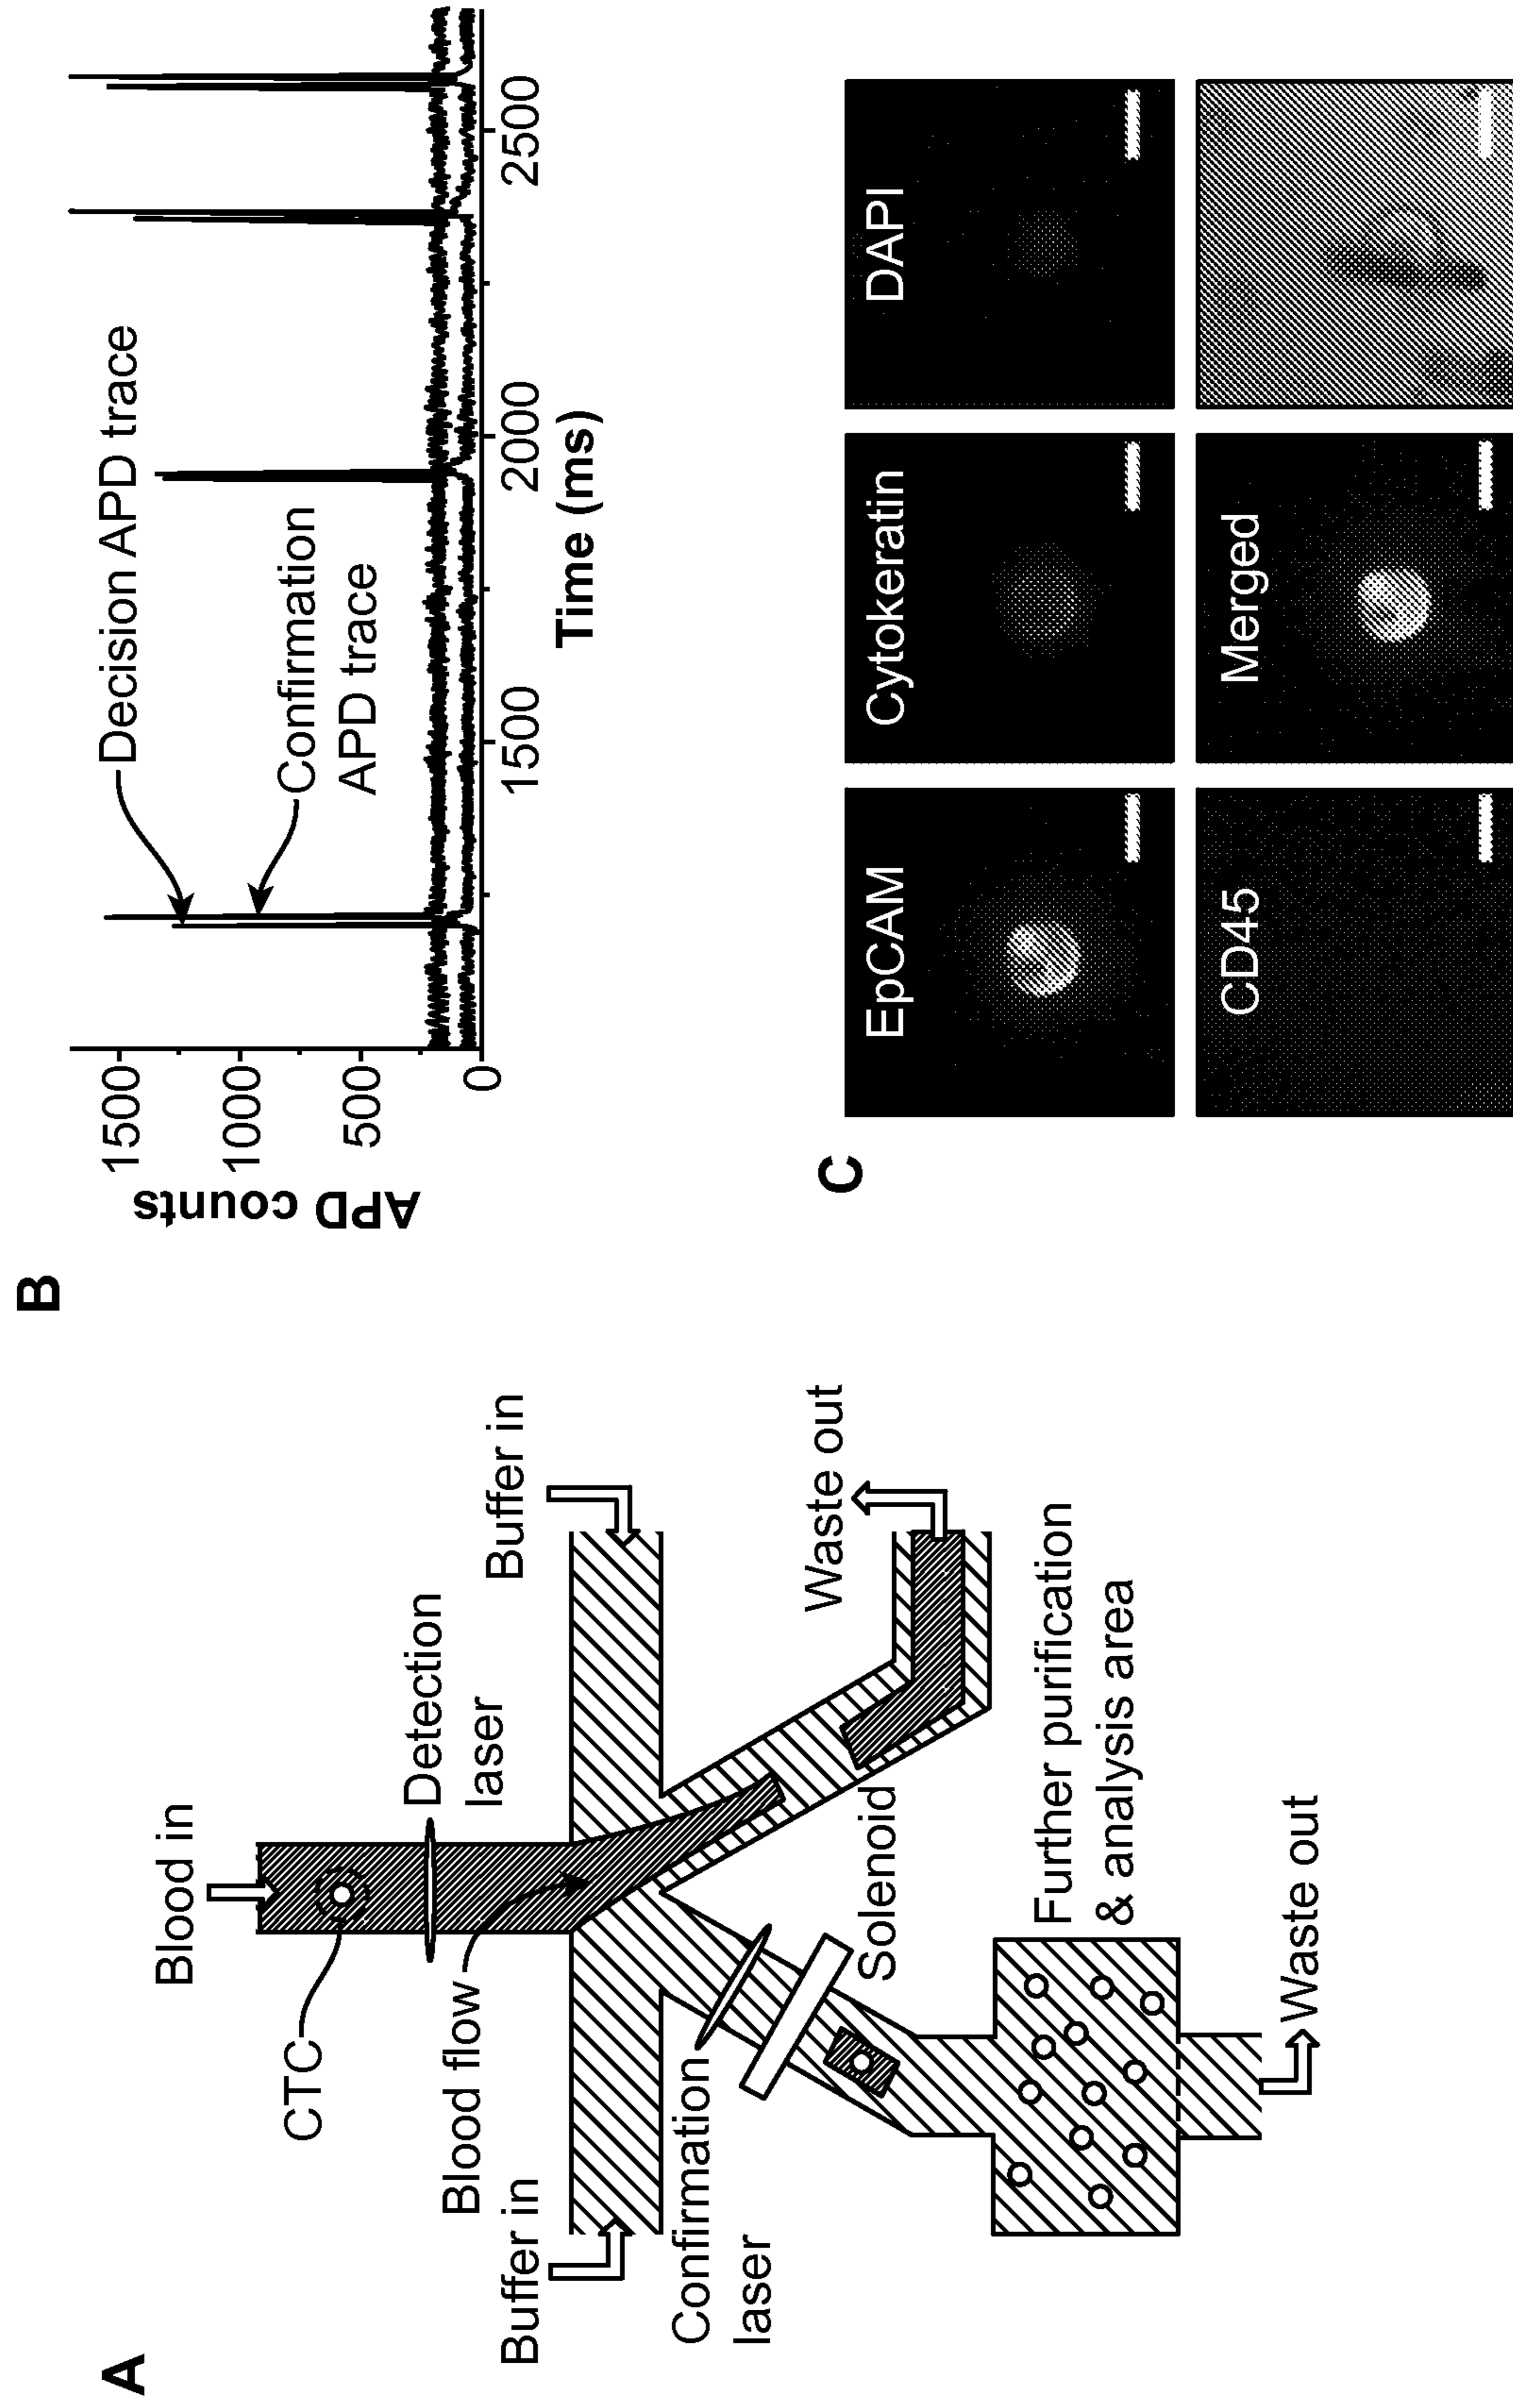 A
Blood in
CTC
Detection
laser
Blood flow
Buffer in
Buffer in
Confirmation
laser
Solenoid
Waste out
Further purification
& analysis area
Waste out
B
APD counts
1500
1000
500
0
Decision APD trace
Confirmation
APD trace
1500
2000
2500
Time (ms)
C
EpCAM
Cytokeratin
DAPI
CD45
Merged